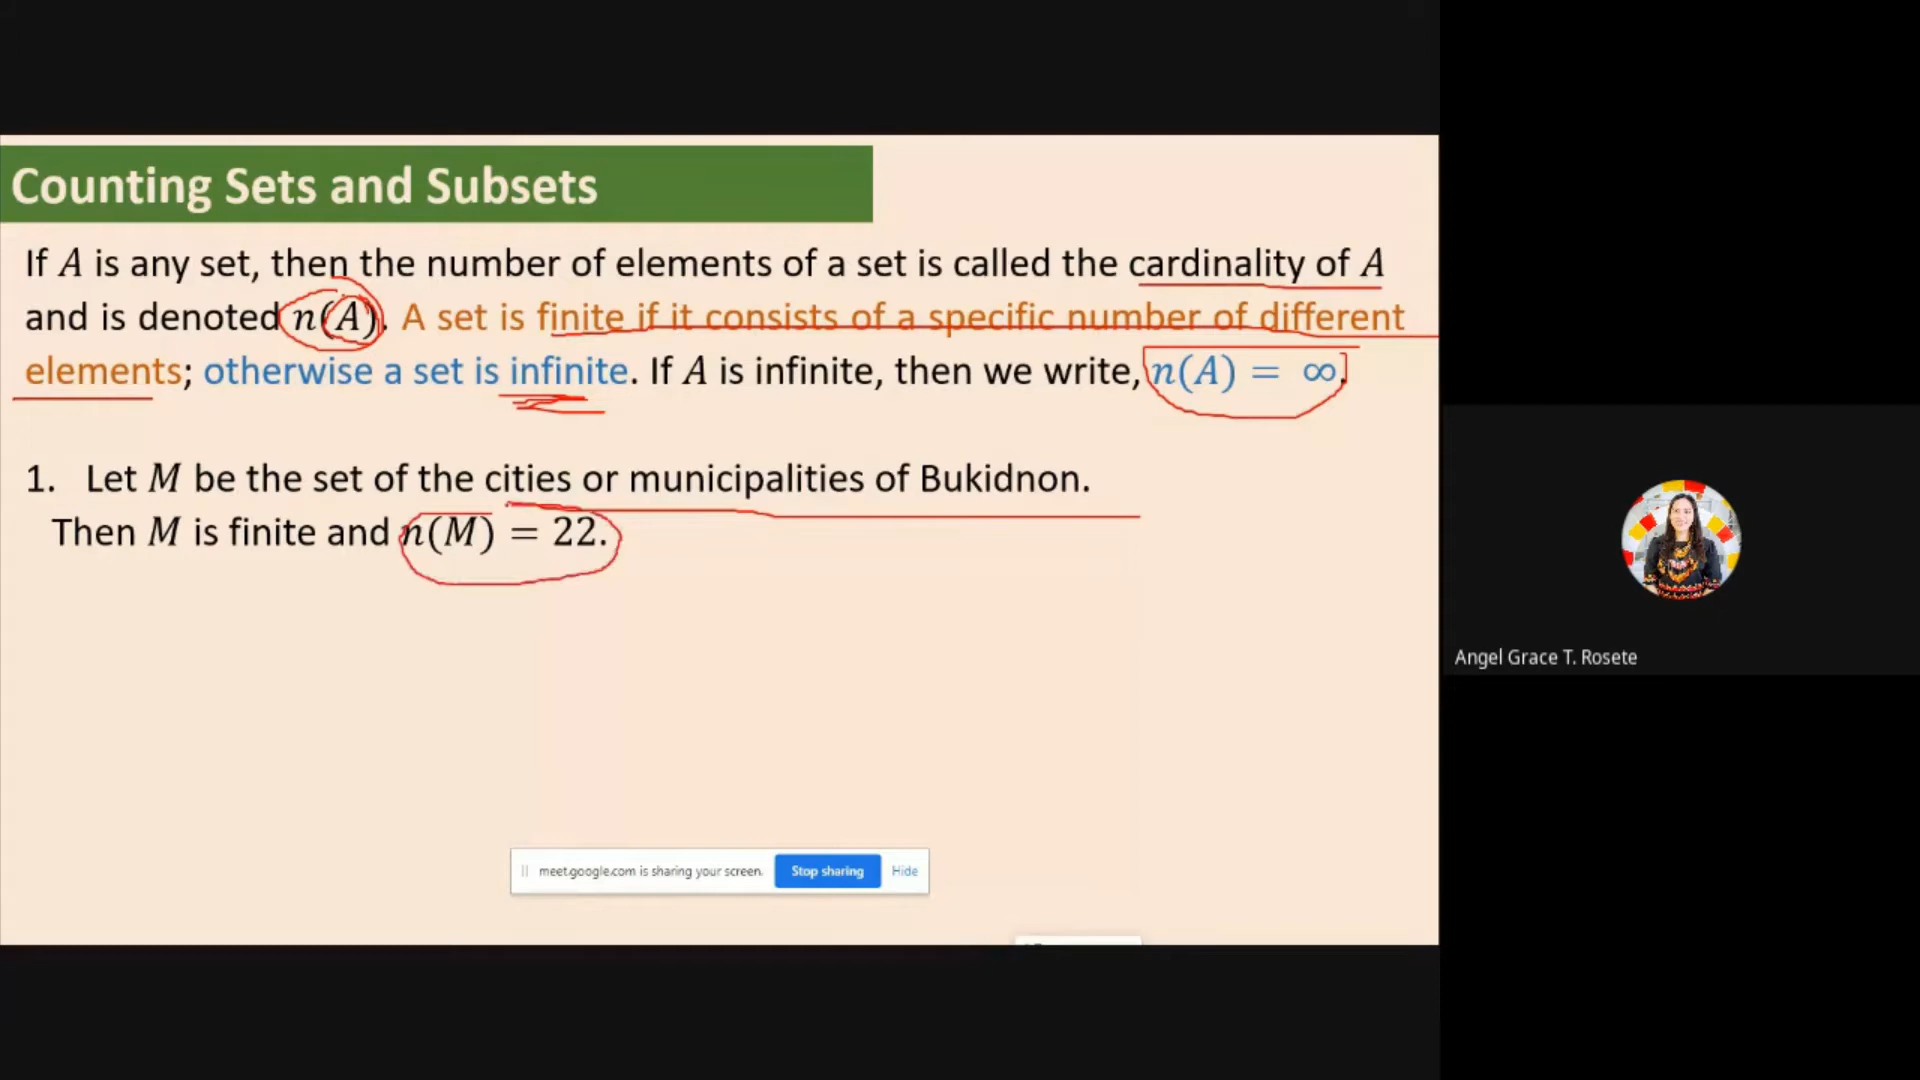 Counting Sets and Subsets
If A is any set, then the number of elements of a set is called the cardinality of A
and is denoted n(A). A set is finite if it consists of a specific number of different
elements; otherwise a set is infinite. If A is infinite, then we write, n(A) = ∞.
1. Let M be the set of the cities or municipalities of Bukidnon.
Then M is finite and n(M) = 22.
Angel Grace T. Rosete
meet.google.com is sharing your screen. Stop sharing Hide